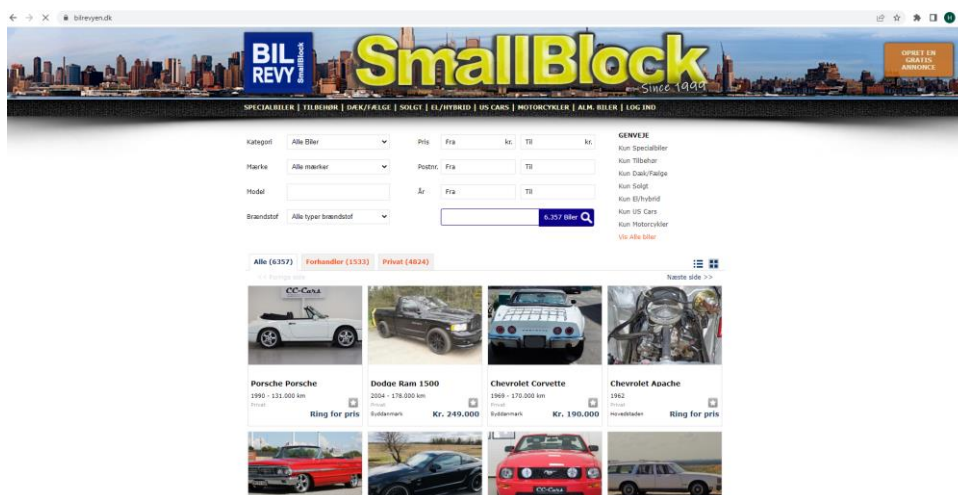 bilrevyen.dk
BIL
REVY
SmallBlock
SmallBlock
Since 1999
OPRET EN
GRATIS
ANNONCE
SPECIALBILER | TILBEHØR | DÆK/FÆLGE | SOLGT | EL/HYBRID | US CARS | MOTORCYKLER | ALM. BILER | LOG IND
Kategori Alle Biler Pris Fra kr. Til kr.
Mærke Alle mærker Postnr. Fra Til
Model År Fra Til
Brændstof Alle typer brændstof 6.357 Biler
GENVEJE
Kun Specialbiler
Kun Tilbehør
Kun Dæk/Fælge
Kun Solgt
Kun El/hybrid
Kun US Cars
Kun Motorcykler
Vis Alle biler
Alle (6357) Forhandler (1533) Privat (4824)
<< Forrige side Næste side >>
CC-Cars
Porsche Porsche
1990 - 131.000 km
Privat
Ring for pris
Dodge Ram 1500
2004 - 178.000 km
Privat
Syddanmark Kr. 249.000
Chevrolet Corvette
1969 - 170.000 km
Privat
Syddanmark Kr. 190.000
Chevrolet Apache
1962
Privat
Hovedstaden Ring for pris
CC-Cars